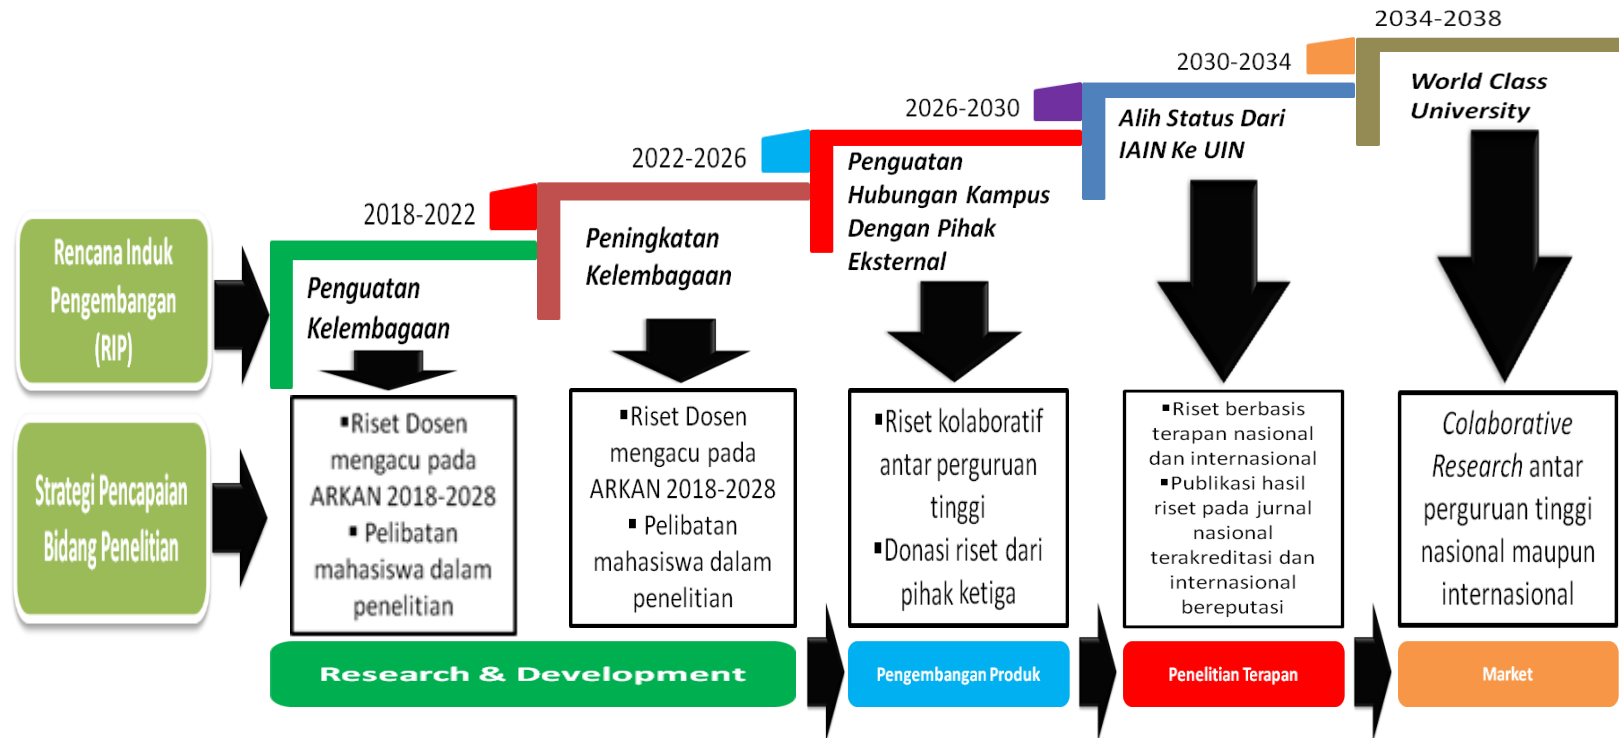 2034-2038
World Class
University
2030-2034
Alih Status Dari
IAIN Ke UIN
2026-2030
Penguatan
Hubungan Kampus
Dengan Pihak
Eksternal
2022-2026
Peningkatan
Kelembagaan
2018-2022
Penguatan
Kelembagaan
Rencana Induk
Pengembangan
(RIP)
Strategi Pencapaian
Bidang Penelitian
▪Riset Dosen
mengacu pada
ARKAN 2018-2028
▪ Pelibatan
mahasiswa dalam
penelitian
▪Riset Dosen
mengacu pada
ARKAN 2018-2028
▪ Pelibatan
mahasiswa dalam
penelitian
▪Riset kolaboratif
antar perguruan
tinggi
▪Donasi riset dari
pihak ketiga
▪Riset berbasis
terapan nasional
dan internasional
▪Publikasi hasil
riset pada jurnal
nasional
terakreditasi dan
internasional
bereputasi
Colaborative
Research antar
perguruan tinggi
nasional maupun
internasional
Research & Development
Pengembangan Produk
Penelitian Terapan
Market